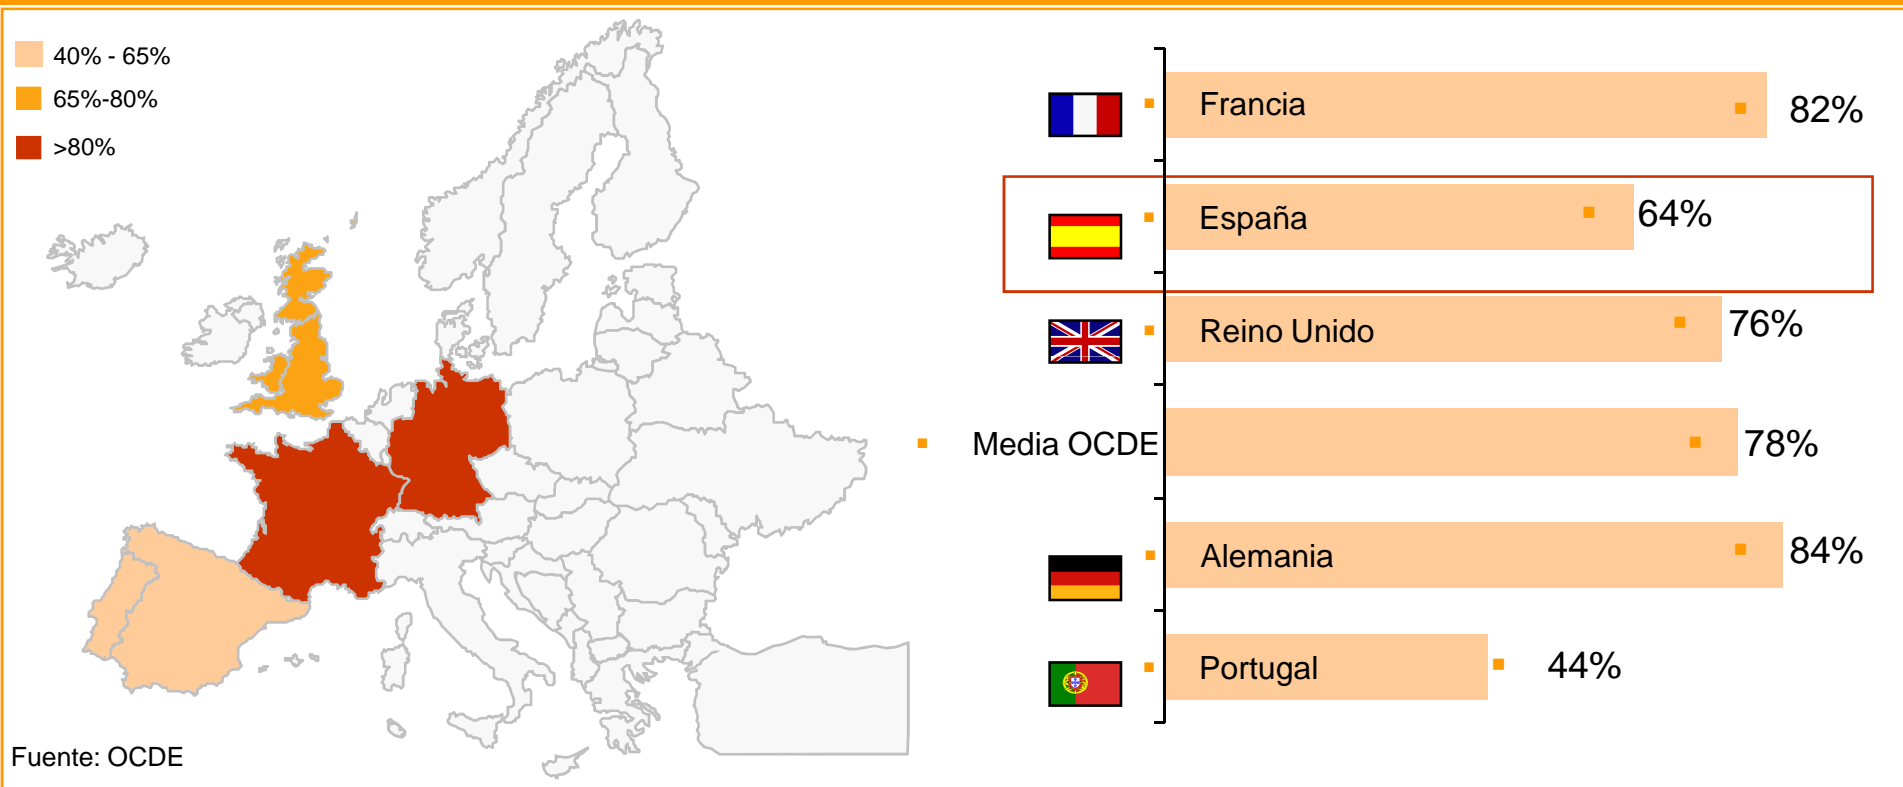 40% - 65%
65%-80%
>80%
Francia
82%
España
64%
Reino Unido
76%
Media OCDE
78%
Alemania
84%
Portugal
44%
Fuente: OCDE